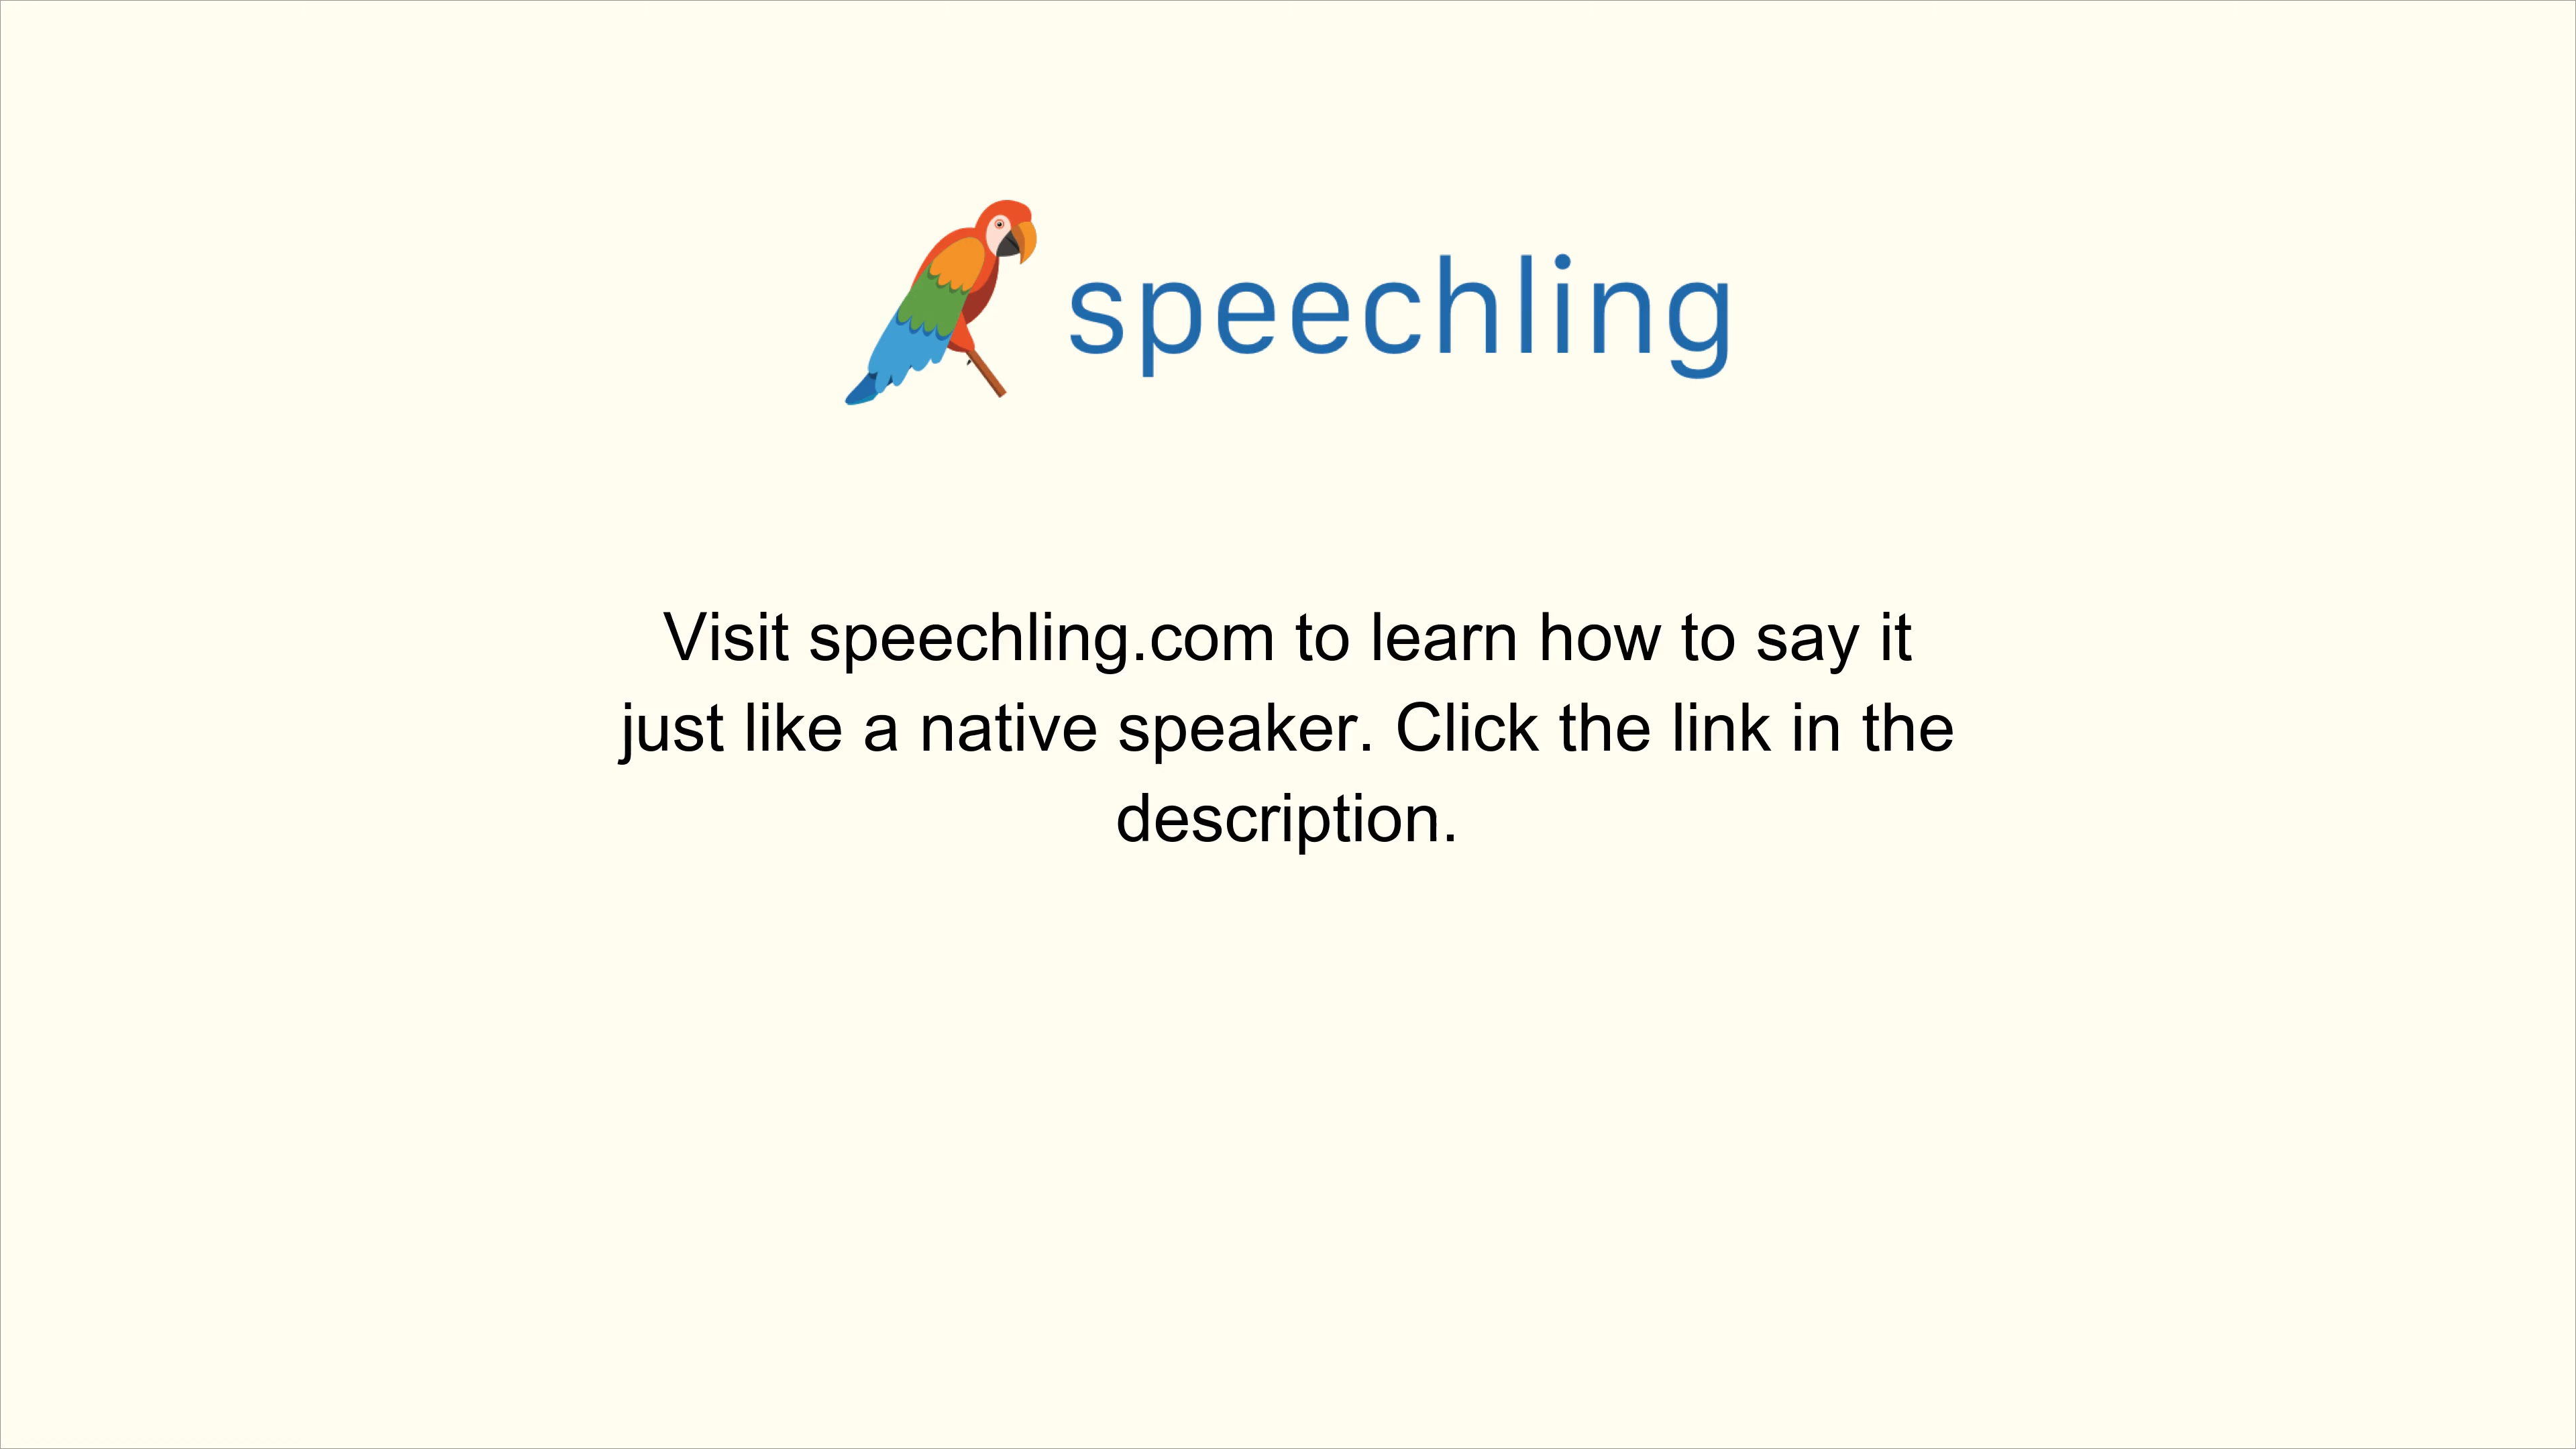 speechling
Visit speechling.com to learn how to say it
just like a native speaker. Click the link in the
description.